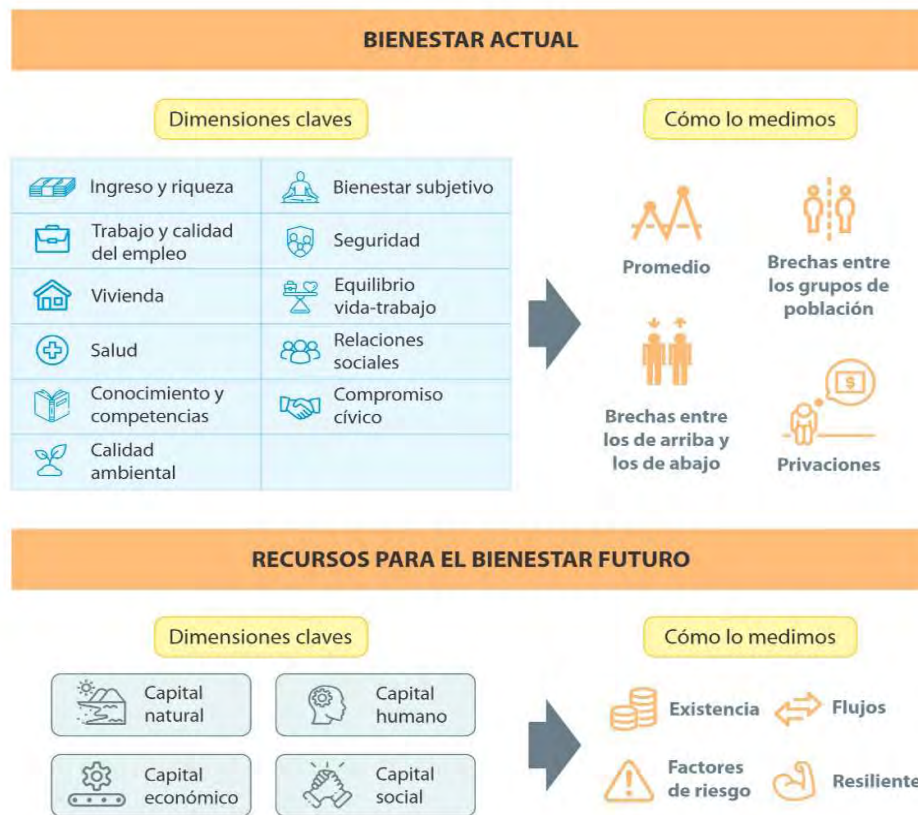 BIENESTAR ACTUAL
Dimensiones claves
Ingreso y riqueza
Bienestar subjetivo
Trabajo y calidad
del empleo
Seguridad
Vivienda
Equilibrio
vida-trabajo
Salud
Relaciones
sociales
Conocimiento y
competencias
Compromiso
cívico
Calidad
ambiental
Cómo lo medimos
Promedio
Brechas entre
los grupos de
población
Brechas entre
los de arriba y
los de abajo
$
Privaciones
RECURSOS PARA EL BIENESTAR FUTURO
Dimensiones claves
Capital
natural
Capital
humano
Capital
económico
Capital
social
Cómo lo medimos
Existencia
Flujos
Factores
de riesgo
Resiliente